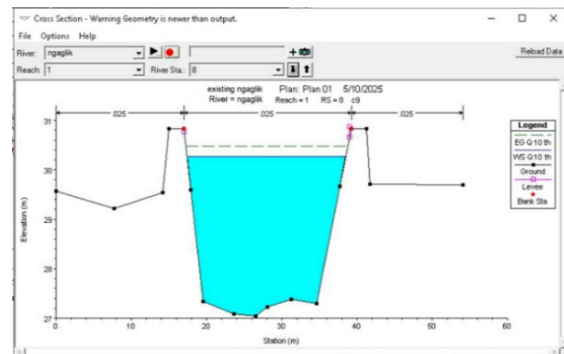 Cross Section - Warning Geometry is newer than output.
File Options Help
River: ngaglik
Reload Data
Reach: 1 River Sta.: 8
existing ngaglik Plan: Plan 01 5/10/2025
River = ngaglik Reach = 1 RS = 8 c9
.025 .025 .025
Legend
EG Q10 th
WS Q10 th
Ground
Levee
Bank Sta
31
30
29
28
27
Elevation (m)
0 10 20 30 40 50 60
Station (m)